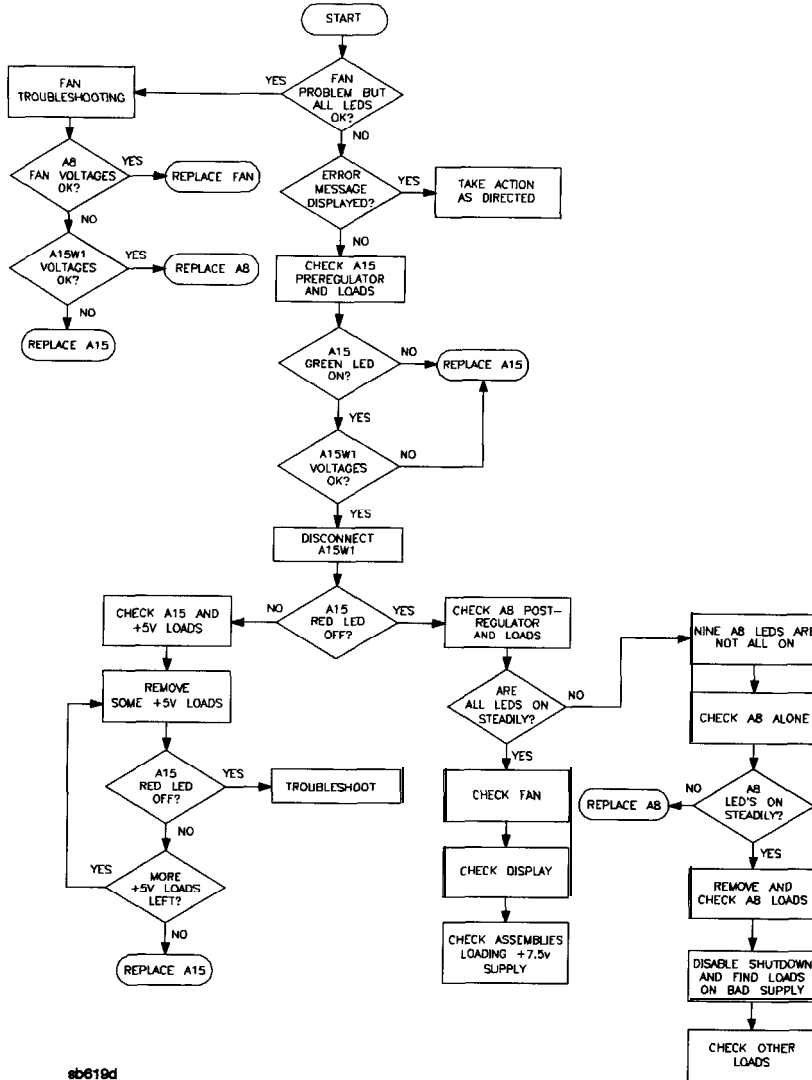 START
FAN
PROBLEM BUT
ALL LEDS
OK?
YES
NO
FAN
TROUBLESHOOTING
A8
FAN VOLTAGES
OK?
YES
REPLACE FAN
NO
A15W1
VOLTAGES
OK?
YES
REPLACE A8
NO
REPLACE A15
ERROR
MESSAGE
DISPLAYED?
YES
TAKE ACTION
AS DIRECTED
NO
CHECK A15
PREREGULATOR
AND LOADS
A15
GREEN LED
ON?
NO
REPLACE A15
YES
A15W1
VOLTAGES
OK?
NO
YES
DISCONNECT
A15W1
A15
RED LED
OFF?
NO
YES
CHECK A15 AND
+5V LOADS
REMOVE
SOME +5V LOADS
A15
RED LED
OFF?
YES
TROUBLESHOOT
NO
MORE
+5V LOADS
LEFT?
YES
NO
REPLACE A15
CHECK A8 POST-
REGULATOR
AND LOADS
ARE
ALL LEDS ON
STEADILY?
NO
YES
CHECK FAN
CHECK DISPLAY
CHECK ASSEMBLIES
LOADING +7.5v
SUPPLY
NINE A8 LEDS ARE
NOT ALL ON
CHECK A8 ALONE
A8
LED'S ON
STEADILY?
NO
REPLACE A8
YES
REMOVE AND
CHECK A8 LOADS
DISABLE SHUTDOWN
AND FIND LOADS
ON BAD SUPPLY
CHECK OTHER
LOADS
sb619d